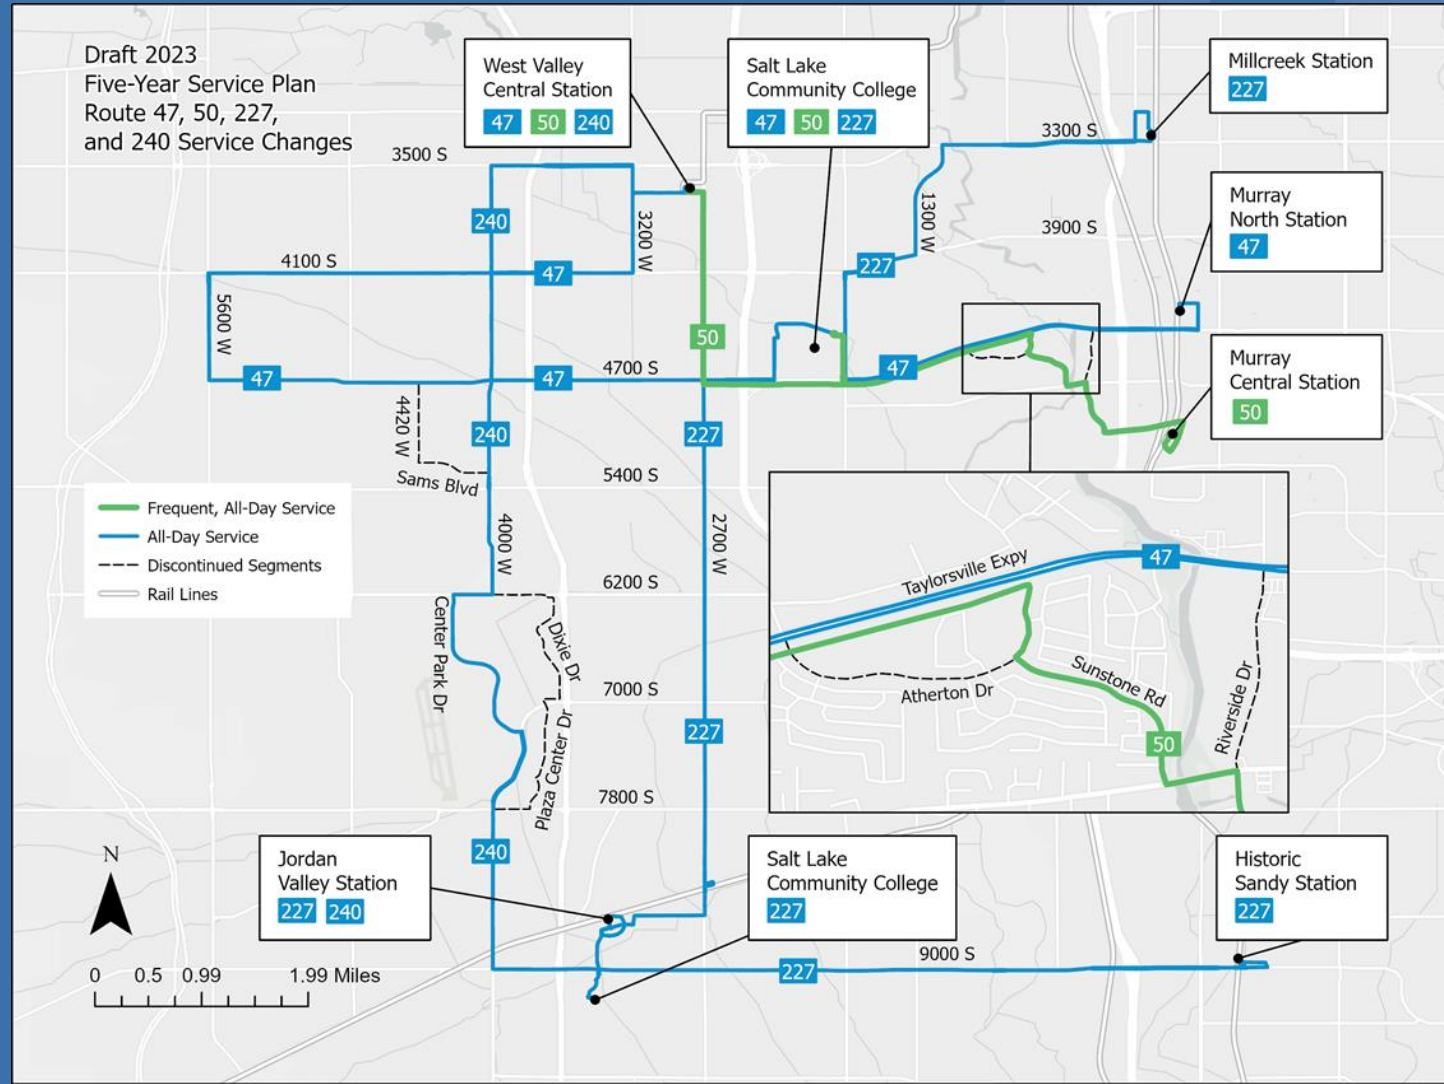 Draft 2023
Five-Year Service Plan
Route 47, 50, 227,
and 240 Service Changes
West Valley
Central Station
47 50 240
Salt Lake
Community College
47 50 227
Millcreek Station
227
Murray
North Station
47
Murray
Central Station
50
3500 S
3300 S
3900 S
4100 S
1300 W
3200 W
5600 W
240
47
227
50
47
47
4700 S
47
4420 W
240
227
Sams Blvd
5400 S
4000 W
2700 W
6200 S
Center Park Dr
Dixie Dr
7000 S
Plaza Center Dr
227
7800 S
240
Frequent, All-Day Service
All-Day Service
Discontinued Segments
Rail Lines
Taylorsville Expy
47
Atherton Dr
Sunstone Rd
50
Riverside Dr
Jordan
Valley Station
227 240
Salt Lake
Community College
227
Historic
Sandy Station
227
9000 S
227
N
0 0.5 0.99 1.99 Miles